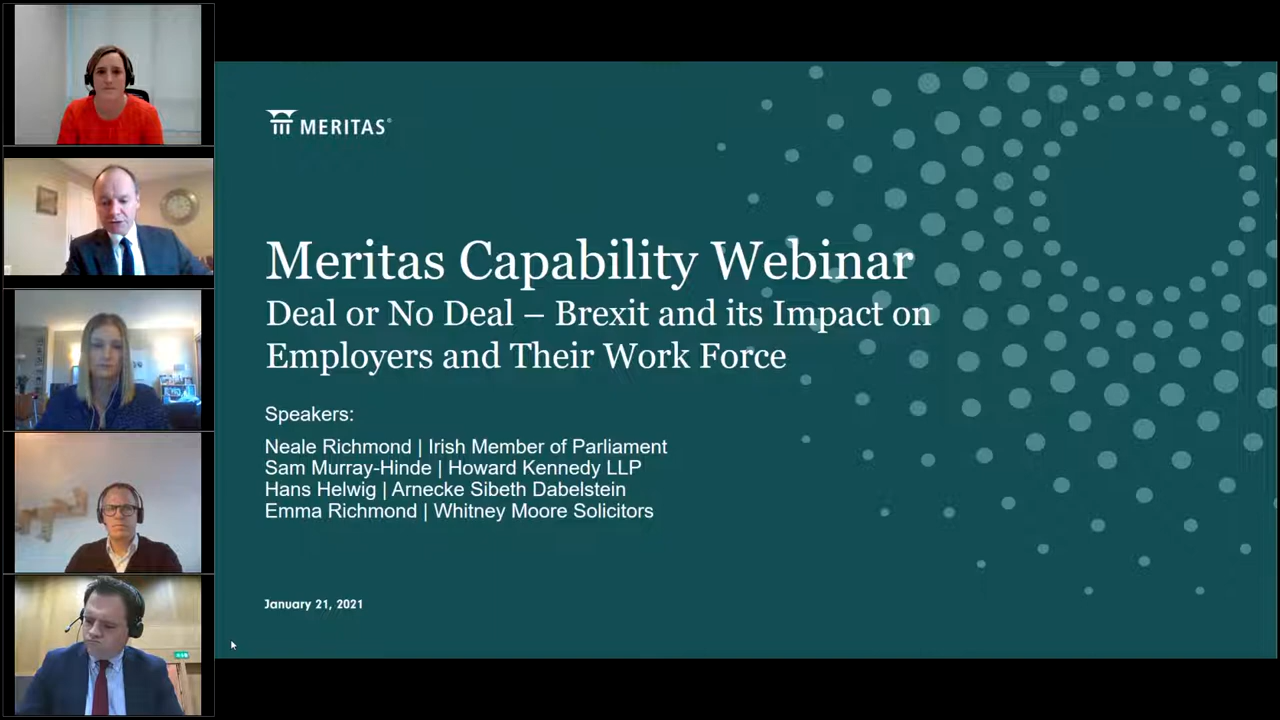 MERITAS®
Meritas Capability Webinar
Deal or No Deal – Brexit and its Impact on
Employers and Their Work Force
Speakers:
Neale Richmond | Irish Member of Parliament
Sam Murray-Hinde | Howard Kennedy LLP
Hans Helwig | Arnecke Sibeth Dabelstein
Emma Richmond | Whitney Moore Solicitors
January 21, 2021